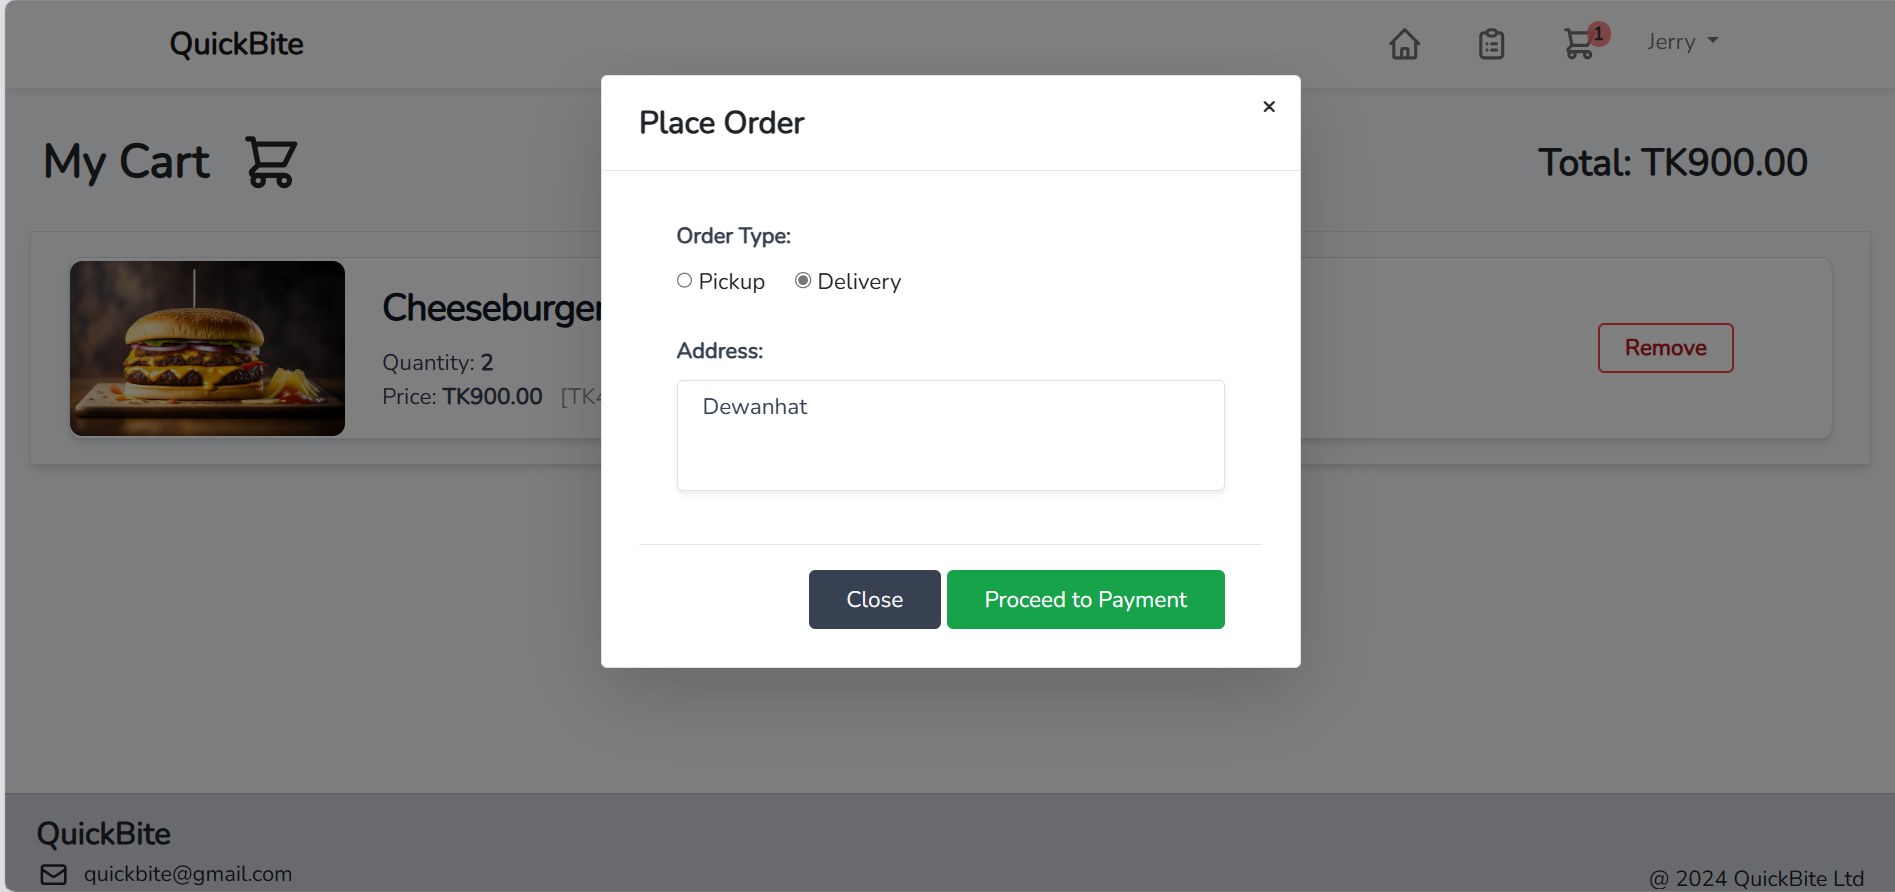 QuickBite
1
Jerry
Place Order
×
My Cart
Total: TK900.00
Order Type:
Pickup
Delivery
Cheeseburger
Quantity: 2
Price: TK900.00 [TK4
Remove
Address:
Dewanhat
Close
Proceed to Payment
QuickBite
quickbite@gmail.com
@ 2024 QuickBite Ltd